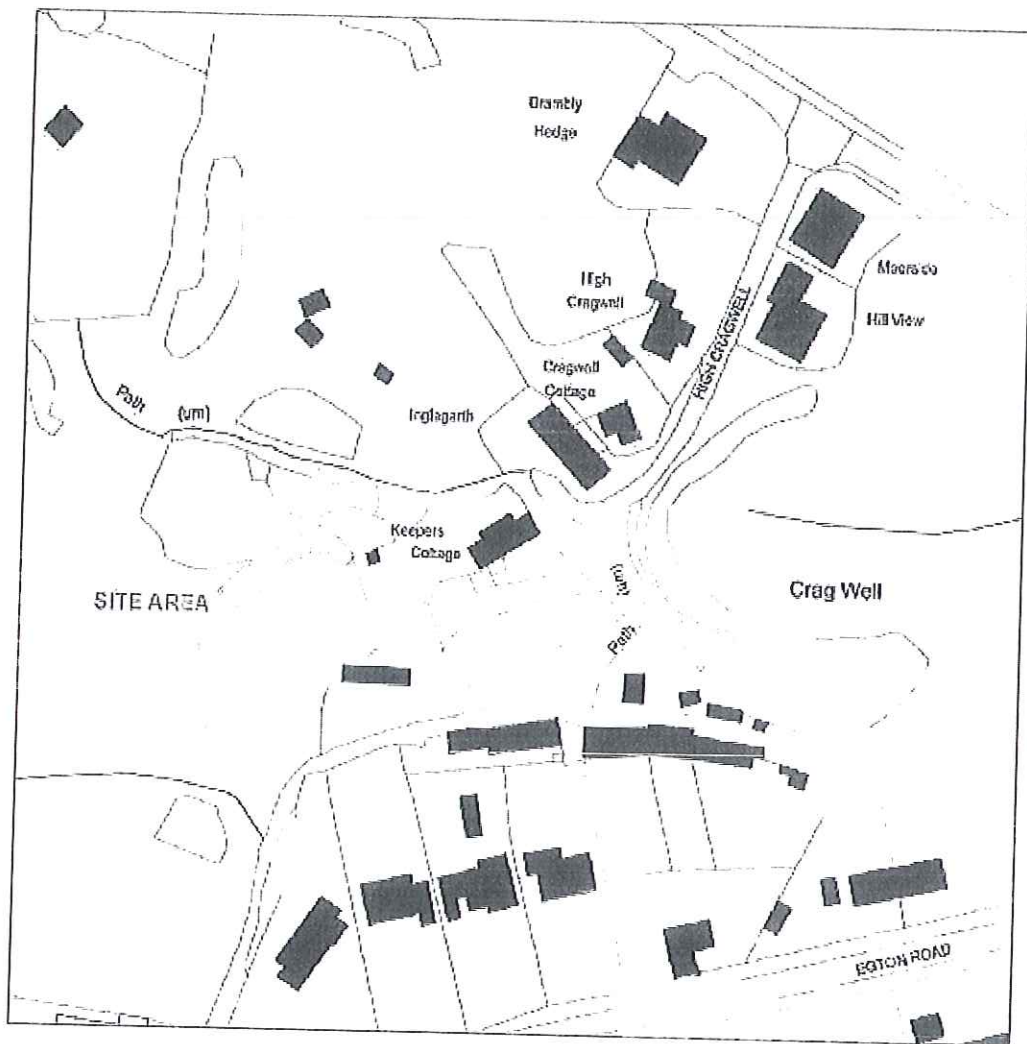 Brambly
Hedge
Moorside
High
Cragwell
Hill View
HIGH CRAGWELL
Cragwell
Cottage
Inglegarth
Path
(um)
Keepers
Cottage
SITE AREA
Crag Well
(um)
Path
EGTON ROAD